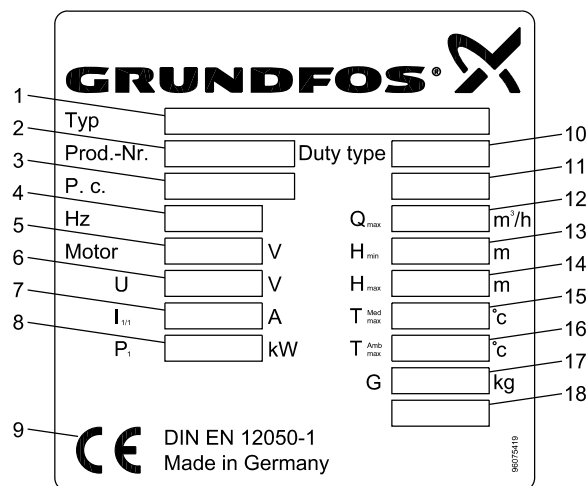 GRUNDFOS®
1
Typ
2
Prod.-Nr. Duty type 10
3
P. c. 11
4
Hz Qmax m³/h 12
5
Motor V Hmin m 13
6
U V Hmax m 14
7
I1/1 A T Med max °c 15
8
P1 kW T Amb max °c 16
G kg 17
18
9 CE DIN EN 12050-1
Made in Germany
96075419